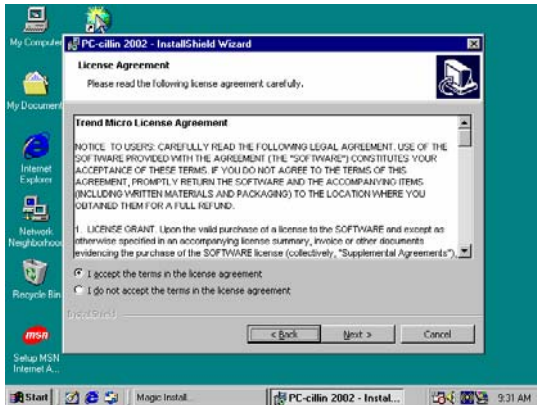 My Computer
My Document
Internet
Explorer
Network
Neighborhoo
Recycle Bin
msn
Setup MSN
Internet A...
PC-cillin 2002 - InstallShield Wizard
License Agreement
Please read the following license agreement carefully.
Trend Micro License Agreement
NOTICE TO USERS: CAREFULLY READ THE FOLLOWING LEGAL AGREEMENT. USE OF THE
SOFTWARE PROVIDED WITH THE AGREEMENT (THE "SOFTWARE") CONSTITUTES YOUR
ACCEPTANCE OF THESE TERMS. IF YOU DO NOT AGREE TO THE TERMS OF THIS
AGREEMENT, PROMPTLY RETURN THE SOFTWARE AND THE ACCOMPANYING ITEMS
(INCLUDING WRITTEN MATERIALS AND PACKAGING) TO THE LOCATION WHERE YOU
OBTAINED THEM FOR A FULL REFUND.
1. LICENSE GRANT. Upon the valid purchase of a license to the SOFTWARE and except as
otherwise specified in an accompanying license summary, invoice or other documents
evidencing the purchase of the SOFTWARE license (collectively, "Supplemental Agreements"),
I accept the terms in the license agreement
I do not accept the terms in the license agreement
InstallShield
< Back
Next >
Cancel
Start
Magic Install...
PC-cillin 2002 - Instal...
9:31 AM